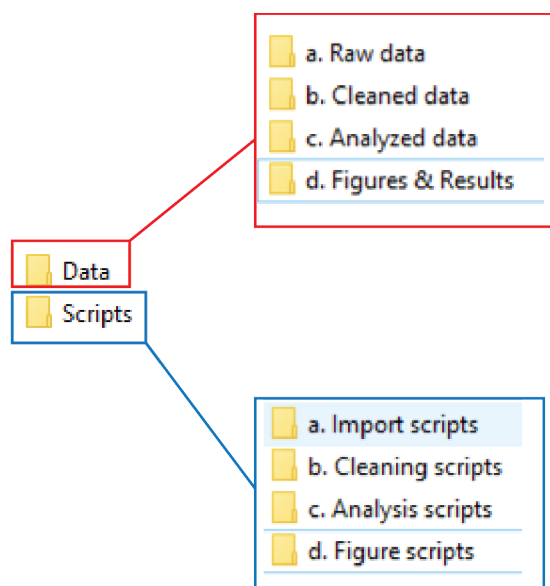 a. Raw data
b. Cleaned data
c. Analyzed data
d. Figures & Results
Data
Scripts
a. Import scripts
b. Cleaning scripts
c. Analysis scripts
d. Figure scripts